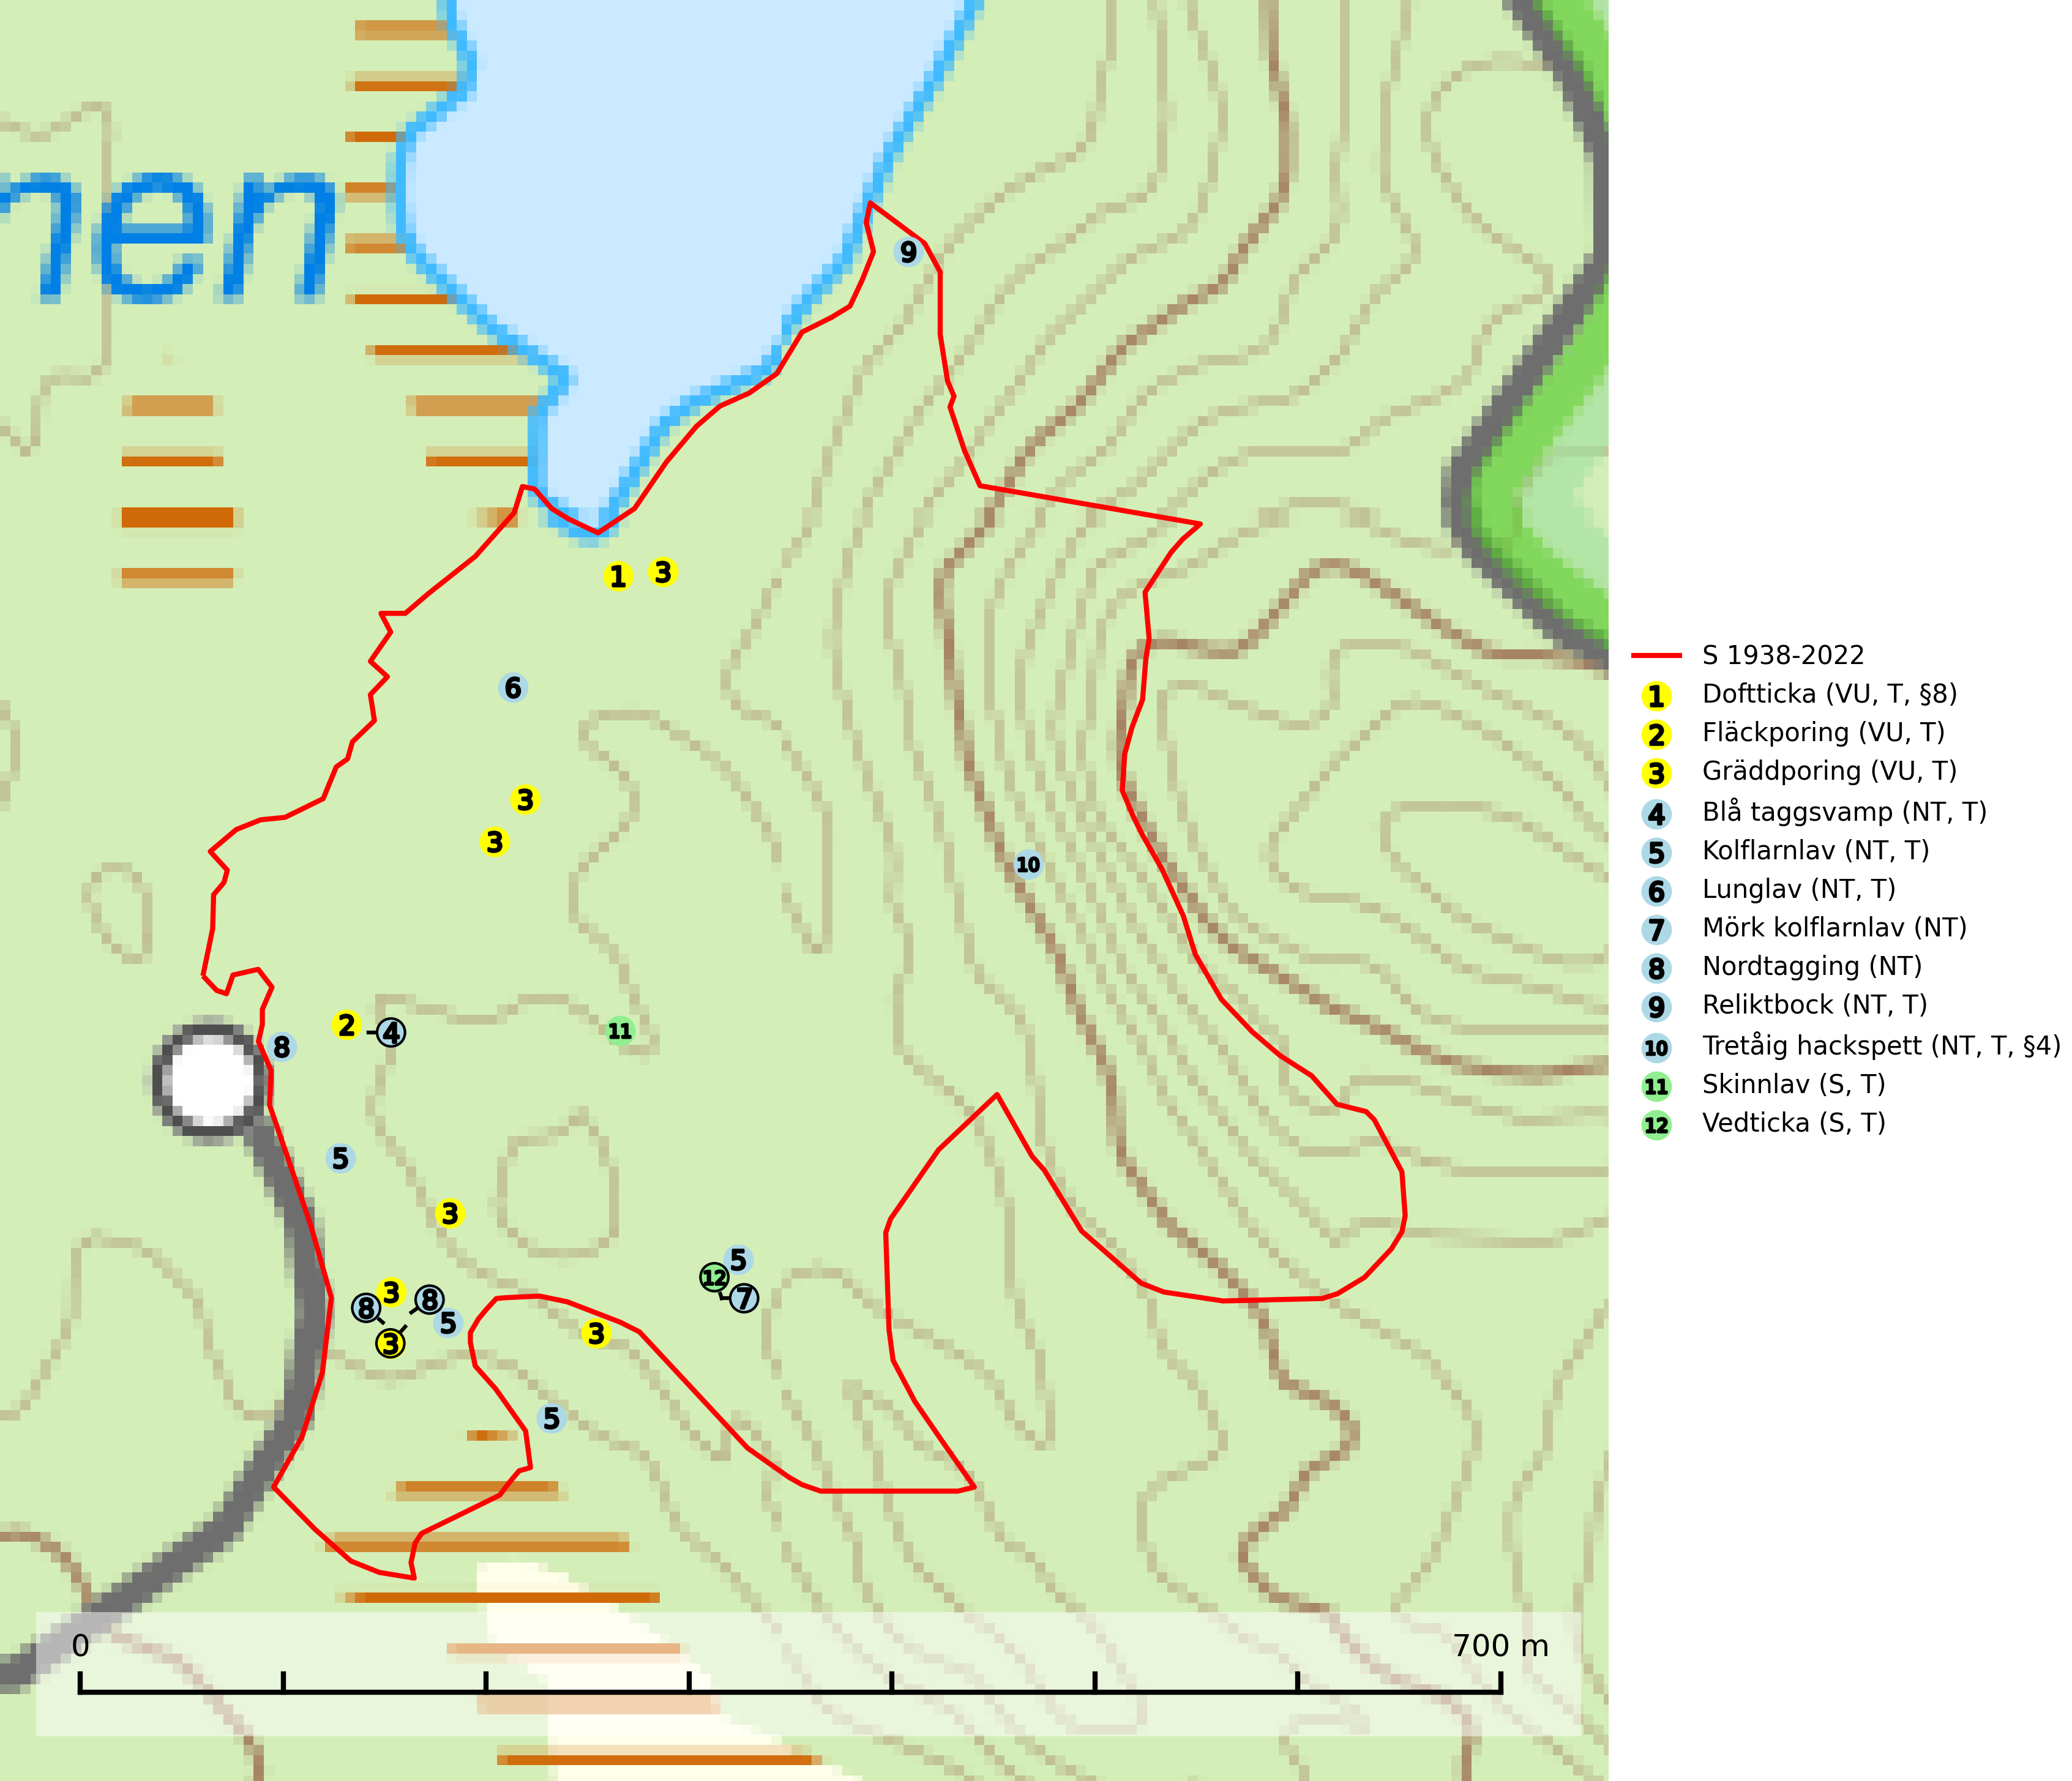 nen
9
1 3
6
3
3
10
2 4
11
8
5
3
5
12
7
3
8 8
5
3
3
5
0 700 m
S 1938-2022
1 Doftticka (VU, T, §8)
2 Fläckporing (VU, T)
3 Gräddporing (VU, T)
4 Blå taggsvamp (NT, T)
5 Kolflarnlav (NT, T)
6 Lunglav (NT, T)
7 Mörk kolflarnlav (NT)
8 Nordtagging (NT)
9 Reliktbock (NT, T)
10 Tretåig hackspett (NT, T, §4)
11 Skinnlav (S, T)
12 Vedticka (S, T)